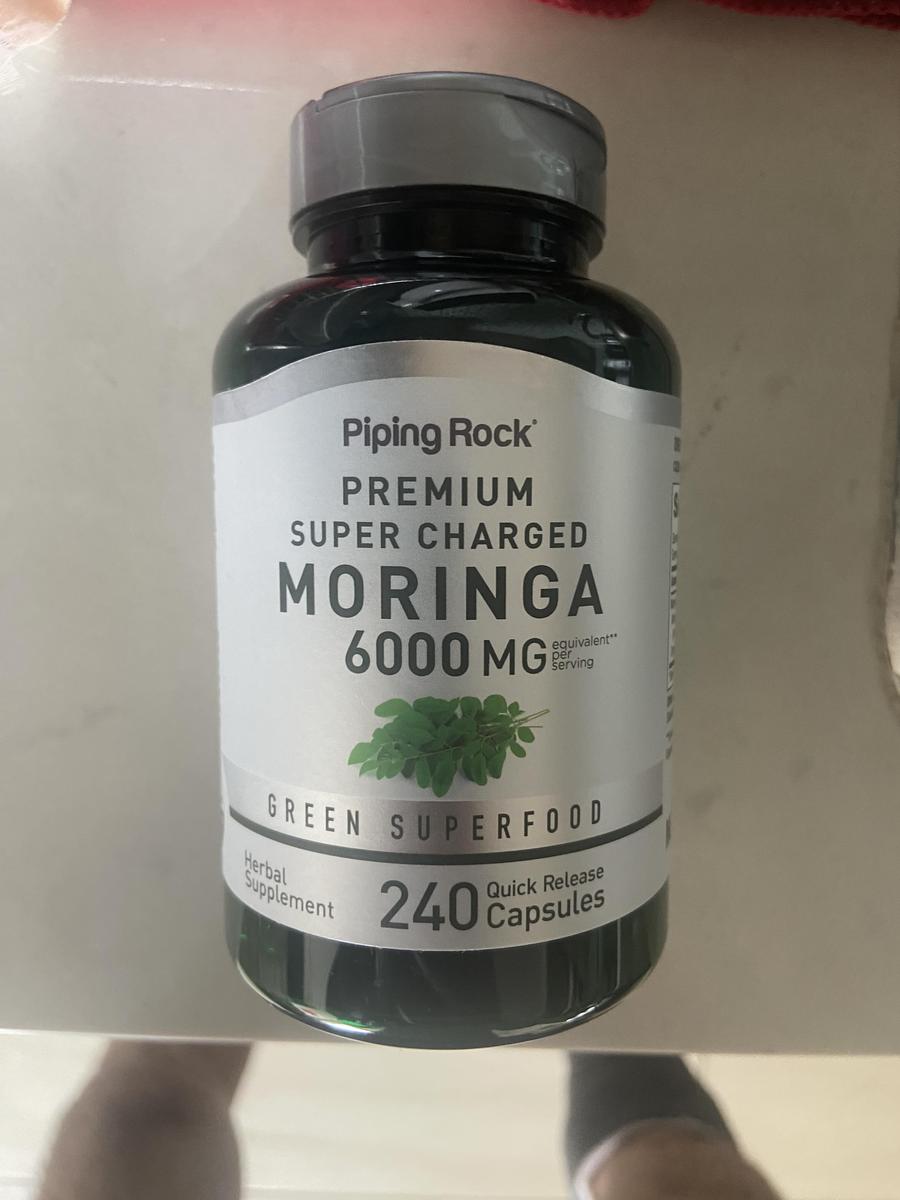 Piping Rock®
PREMIUM
SUPER CHARGED
MORINGA
6000 MG equivalent**
per
serving
GREEN SUPERFOOD
Herbal
Supplement
240 Quick Release
Capsules